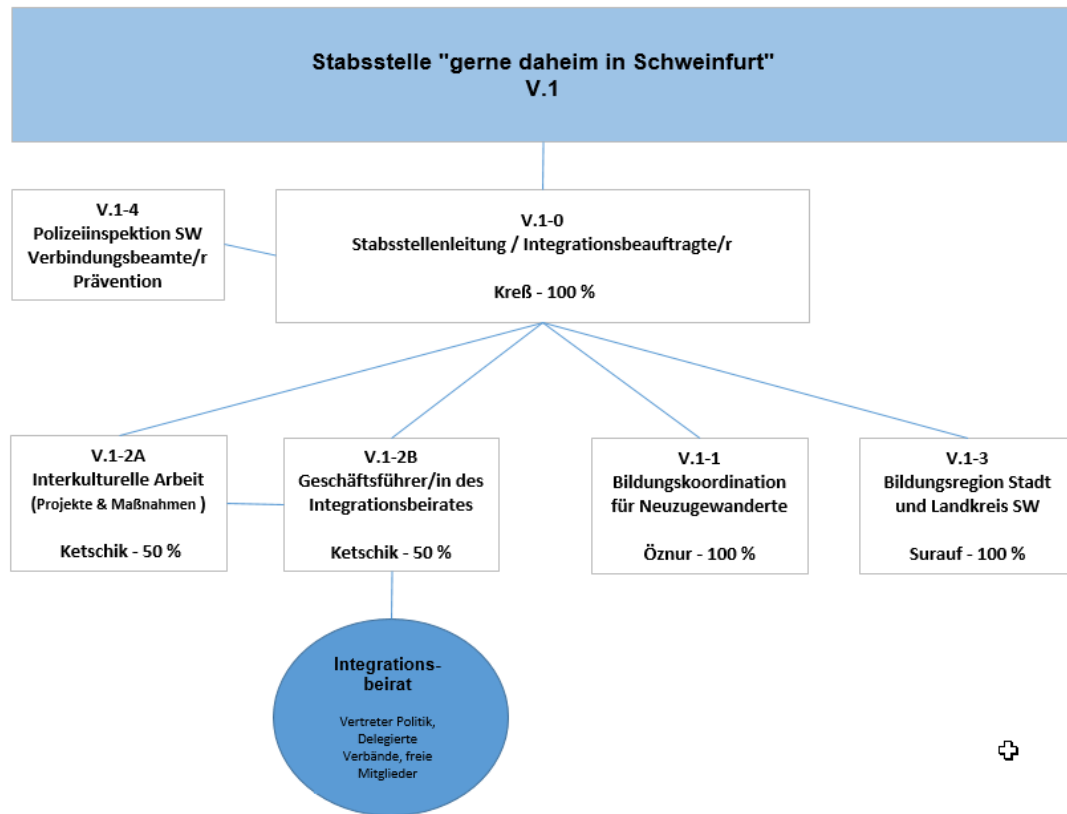 Stabsstelle "gerne daheim in Schweinfurt"
V.1
V.1-4
Polizeiinspektion SW
Verbindungsbeamte/r
Prävention
V.1-0
Stabsstellenleitung / Integrationsbeauftragte/r
Kreß - 100 %
V.1-2A
Interkulturelle Arbeit
(Projekte & Maßnahmen )
Ketschik - 50 %
V.1-2B
Geschäftsführer/in des
Integrationsbeirates
Ketschik - 50 %
V.1-1
Bildungskoordination
für Neuzugewanderte
Öznur - 100 %
V.1-3
Bildungsregion Stadt
und Landkreis SW
Surauf - 100 %
Integrations-
beirat
Vertreter Politik,
Delegierte
Verbände, freie
Mitglieder